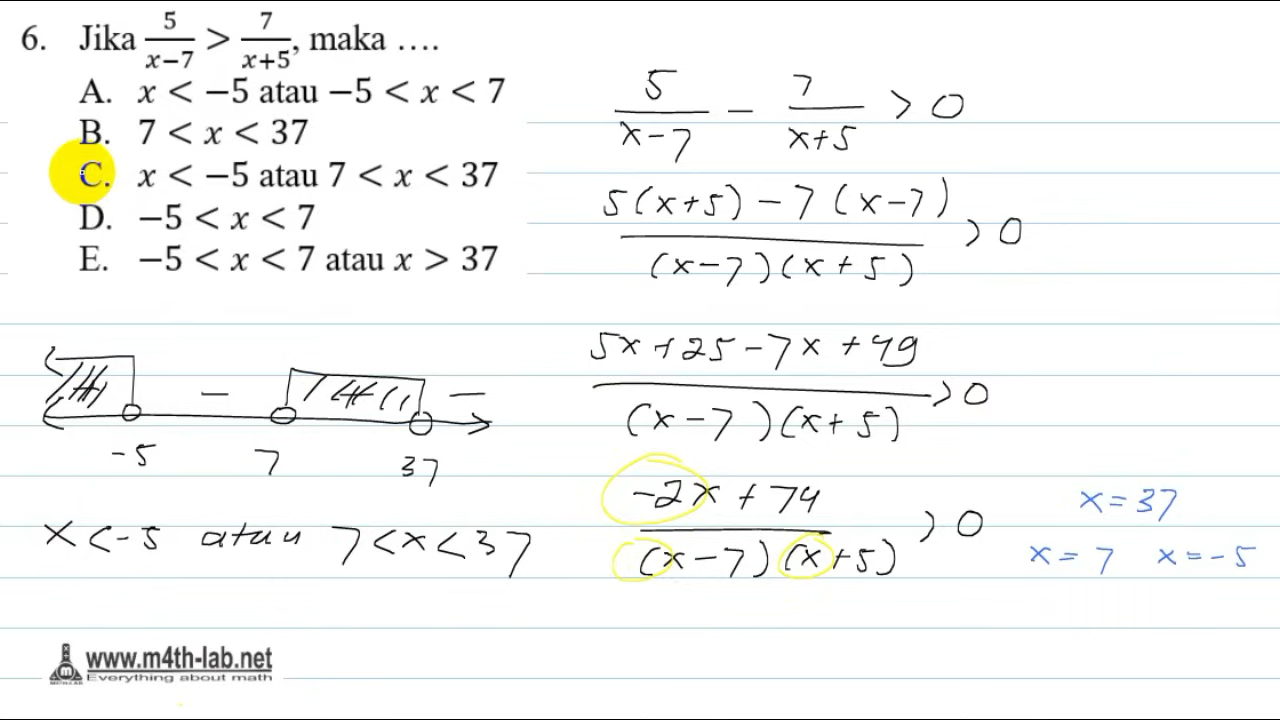 6. Jika 5/(x−7) > 7/(x+5), maka ….
A. x < −5 atau −5 < x < 7
B. 7 < x < 37
C. x < −5 atau 7 < x < 37
D. −5 < x < 7
E. −5 < x < 7 atau x > 37
5/(x-7) - 7/(x+5) > 0
(5(x+5) - 7(x-7))/((x-7)(x+5)) > 0
(5x+25-7x+49)/((x-7)(x+5)) > 0
(-2x+74)/((x-7)(x+5)) > 0
x=37
x=7 x=-5
− −
-5 7 37
x<-5 atau 7<x<37
www.m4th-lab.net
Everything about math
MATH-LAB